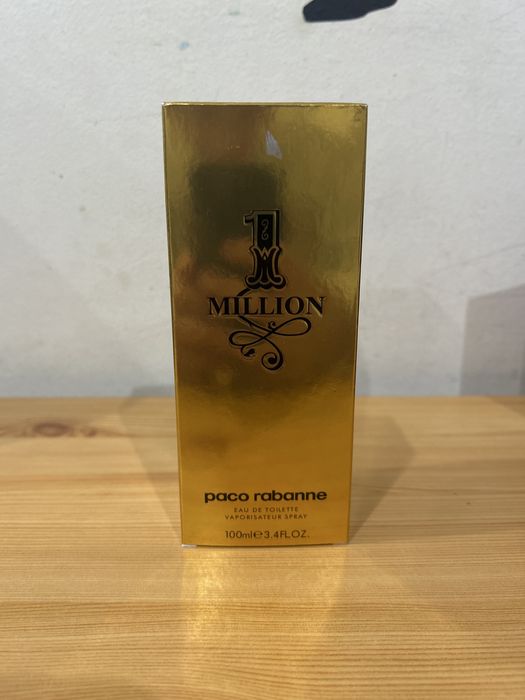 1
MILLION
paco rabanne
EAU DE TOILETTE
VAPORISATEUR SPRAY
100ml℮3.4FL.OZ.